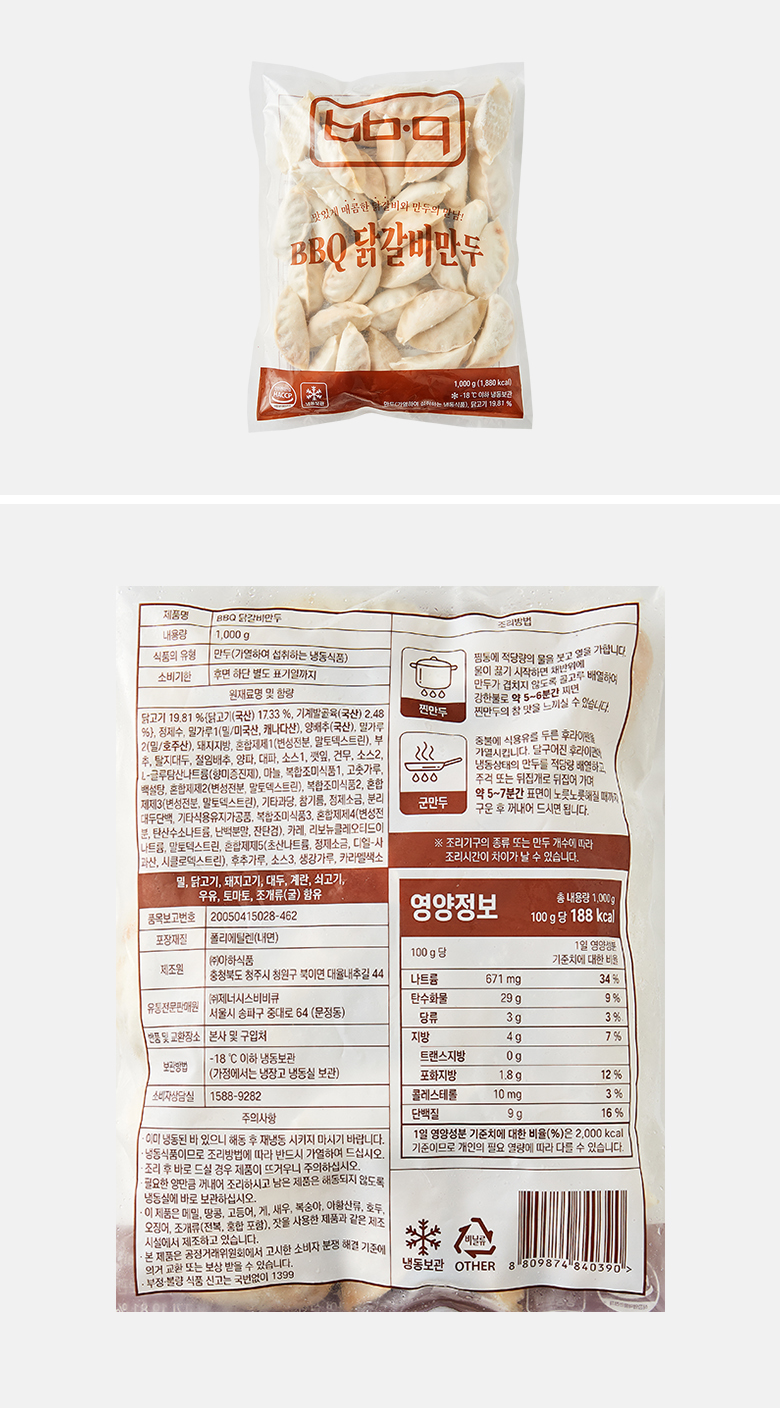 bb.q
맛있게 매콤한 닭갈비와 만두의 만남!
BBQ 닭갈비만두
HACCP
냉동보관
1,000 g (1,880 kcal)
-18 ℃ 이하 냉동보관
만두(가열하여 섭취하는 냉동식품), 닭고기 19.81 %
제품명 BBQ 닭갈비만두
내용량 1,000 g
식품의 유형 만두(가열하여 섭취하는 냉동식품)
소비기한 후면 하단 별도 표기일까지
원재료명 및 함량
닭고기 19.81 %{닭고기(국산) 17.33 %, 기계발골육(국산) 2.48
%}, 정제수, 밀가루1(밀/미국산, 캐나다산), 양배추(국산), 밀가루
2(밀/호주산), 돼지지방, 혼합제제1(변성전분, 말토덱스트린), 부
추, 탈지대두, 절임배추, 양파, 대파, 소스1, 깻잎, 건무, 소스2,
L-글루탐산나트륨(향미증진제), 마늘, 복합조미식품1, 고춧가루,
백설탕, 혼합제제2(변성전분, 말토덱스트린), 복합조미식품2, 혼합
제제3(변성전분, 말토덱스트린), 기타과당, 참기름, 정제소금, 분리
대두단백, 기타식용유지가공품, 복합조미식품3, 혼합제제4(변성전
분, 탄산수소나트륨, 난백분말, 잔탄검), 카레, 리보뉴클레오티드이
나트륨, 말토덱스트린, 혼합제제5(초산나트륨, 정제소금, 디엘-사
과산, 시클로덱스트린), 후추가루, 소스3, 생강가루, 카라멜색소
밀, 닭고기, 돼지고기, 대두, 계란, 쇠고기,
우유, 토마토, 조개류(굴) 함유
품목보고번호 20050415028-462
포장재질 폴리에틸렌(내면)
제조원 ㈜아하식품
충청북도 청주시 청원구 북이면 대율내추길 44
유통전문판매원 ㈜제너시스비비큐
서울시 송파구 중대로 64 (문정동)
반품 및 교환장소 본사 및 구입처
보관방법 -18 ℃ 이하 냉동보관
(가정에서는 냉장고 냉동실 보관)
소비자상담실 1588-9282
주의사항
· 이미 냉동된 바 있으니 해동 후 재냉동 시키지 마시기 바랍니다.
· 냉동식품이므로 조리방법에 따라 반드시 가열하여 드십시오.
· 조리 후 바로 드실 경우 제품이 뜨거우니 주의하십시오.
· 필요한 양만큼 꺼내어 조리하시고 남은 제품은 해동되지 않도록
냉동실에 바로 보관하십시오.
· 이 제품은 메밀, 땅콩, 고등어, 게, 새우, 복숭아, 아황산류, 호두,
오징어, 조개류(전복, 홍합 포함), 잣을 사용한 제품과 같은 제조
시설에서 제조하고 있습니다.
· 본 제품은 공정거래위원회에서 고시한 소비자 분쟁 해결 기준에
의거 교환 또는 보상 받을 수 있습니다.
· 부정·불량 식품 신고는 국번없이 1399
조리방법
찜통에 적당량의 물을 붓고 열을 가합니다.
물이 끓기 시작하면 채반위에
만두가 겹치지 않도록 골고루 배열하여
강한불로 약 5~6분간 찌면
찐만두의 참 맛을 느끼실 수 있습니다.
찐만두
중불에 식용유를 두른 후라이팬을
가열시킵니다. 달구어진 후라이팬에
냉동상태의 만두를 적당량 배열하고,
주걱 또는 뒤집개로 뒤집어 가며
약 5~7분간 표면이 노릇노릇해질 때까지
구운 후 꺼내어 드시면 됩니다.
군만두
※ 조리기구의 종류 또는 만두 개수에 따라
조리시간이 차이가 날 수 있습니다.
영양정보
총 내용량 1,000 g
100 g 당 188 kcal
100 g 당 1일 영양성분
기준치에 대한 비율
나트륨 671 mg 34 %
탄수화물 29 g 9 %
당류 3 g 3 %
지방 4 g 7 %
트랜스지방 0 g
포화지방 1.8 g 12 %
콜레스테롤 10 mg 3 %
단백질 9 g 16 %
1일 영양성분 기준치에 대한 비율(%)은 2,000 kcal
기준이므로 개인의 필요 열량에 따라 다를 수 있습니다.
냉동보관
비닐류
OTHER
8 809874 840390 >